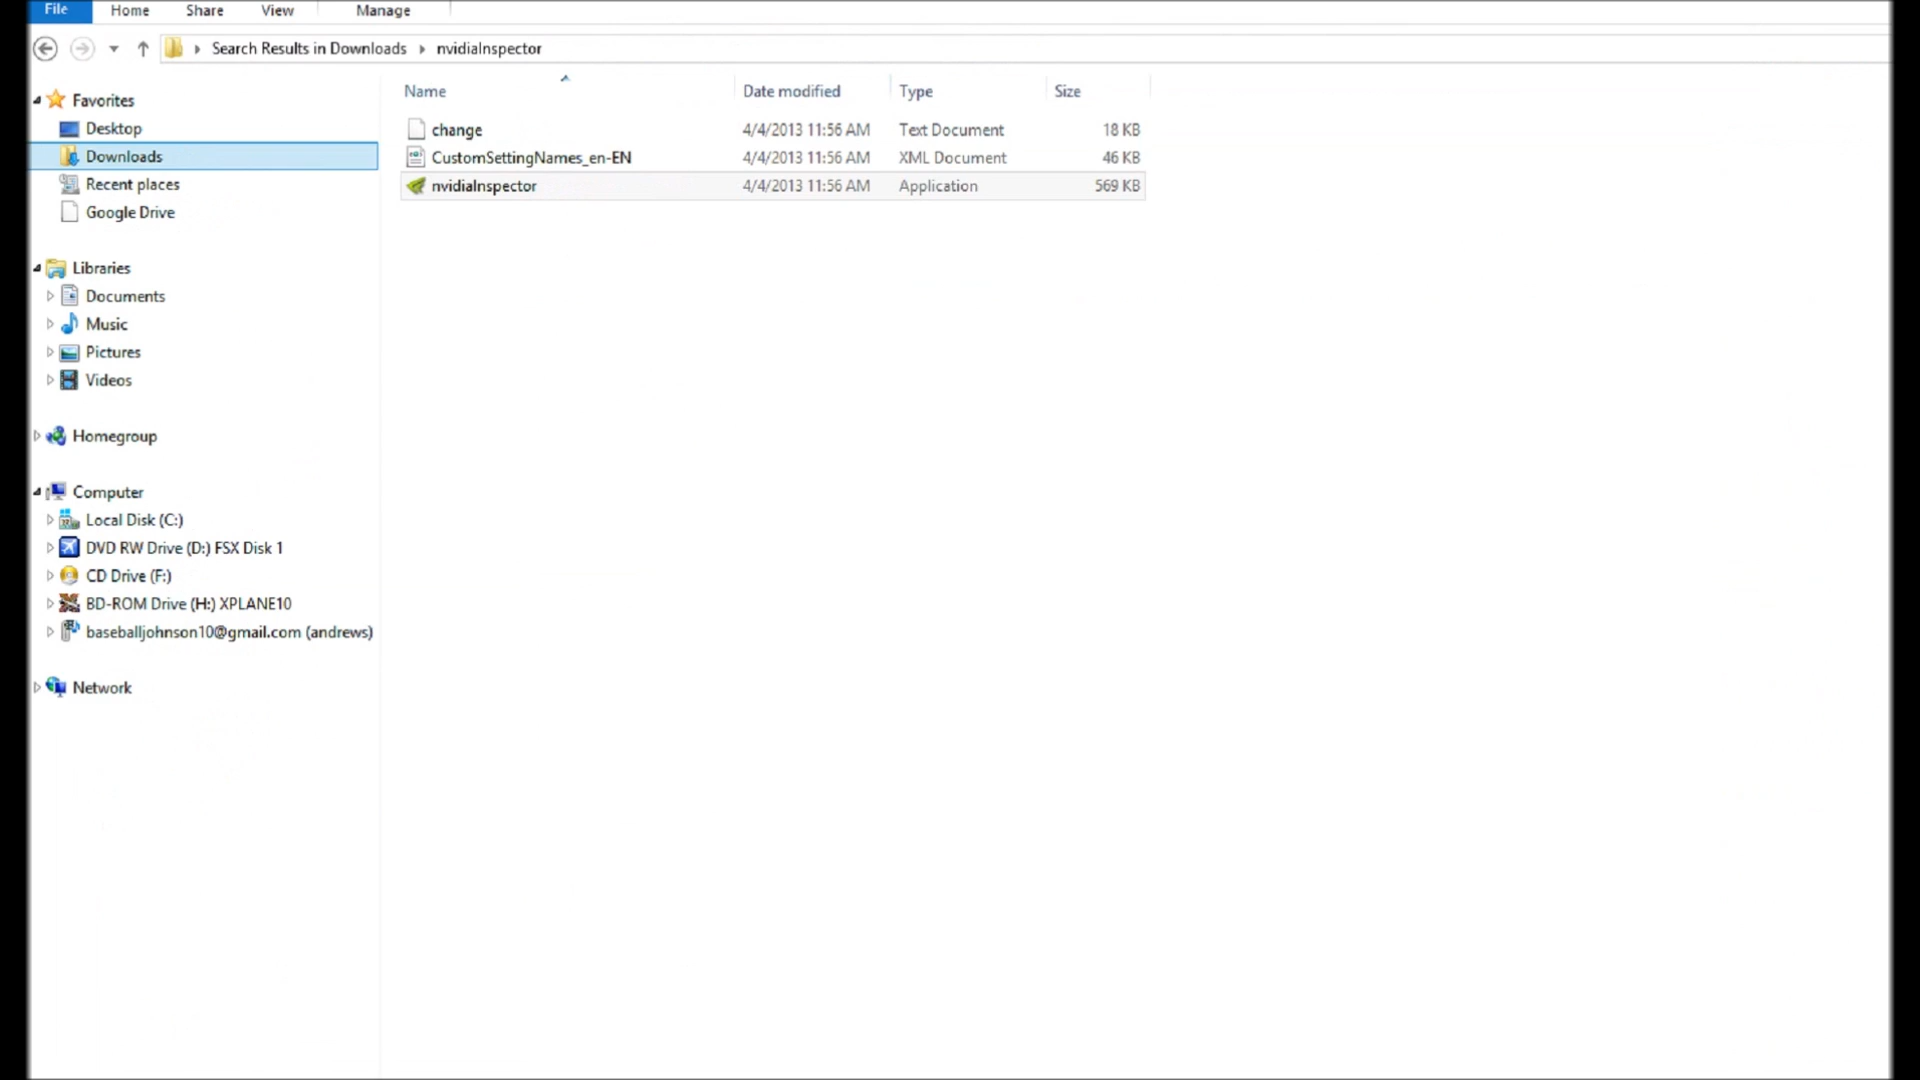 File Home Share View Manage
Search Results in Downloads nvidiaInspector
Name Date modified Type Size
Favorites
Desktop
Downloads
Recent places
Google Drive
Libraries
Documents
Music
Pictures
Videos
Homegroup
Computer
Local Disk (C:)
DVD RW Drive (D:) FSX Disk 1
CD Drive (F:)
BD-ROM Drive (H:) XPLANE10
baseballjohnson10@gmail.com (andrews)
Network
change 4/4/2013 11:56 AM Text Document 18 KB
CustomSettingNames_en-EN 4/4/2013 11:56 AM XML Document 46 KB
nvidiaInspector 4/4/2013 11:56 AM Application 569 KB